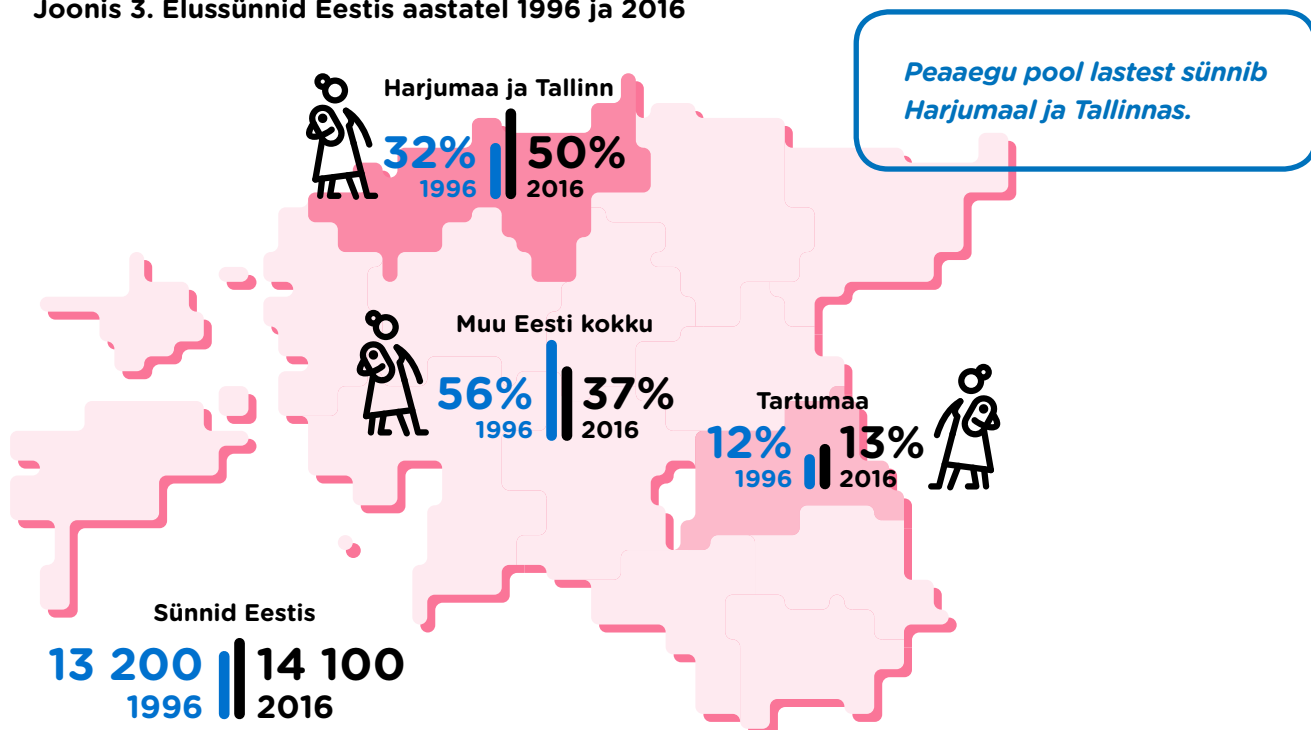 Joonis 3. Elussünnid Eestis aastatel 1996 ja 2016
Peaaegu pool lastest sünnib
Harjumaal ja Tallinnas.
Harjumaa ja Tallinn
32% 50%
1996 2016
Muu Eesti kokku
56% 37%
1996 2016
Tartumaa
12% 13%
1996 2016
Sünnid Eestis
13 200 14 100
1996 2016